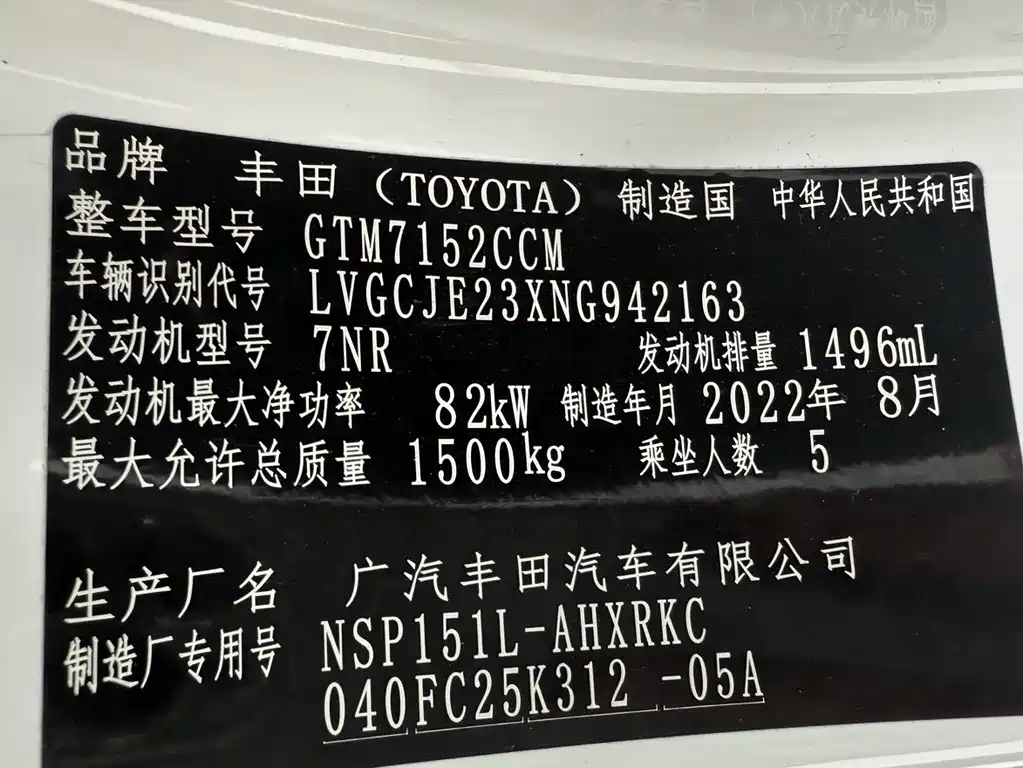 品牌 丰田（TOYOTA） 制造国 中华人民共和国
整车型号 GTM7152CCM
车辆识别代号 LVGCJE23XNG942163
发动机型号 7NR 发动机排量 1496mL
发动机最大净功率 82kW 制造年月 2022年 8月
最大允许总质量 1500kg 乘坐人数 5
生产厂名 广汽丰田汽车有限公司
制造厂专用号 NSP151L-AHXRKC
040FC25K312 -05A